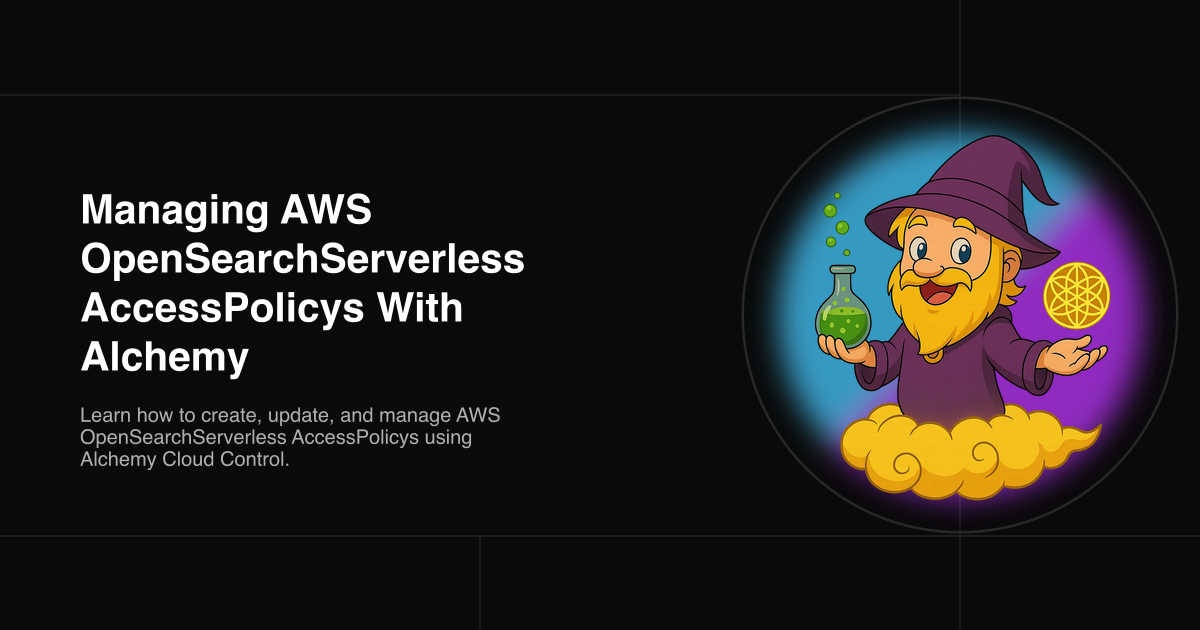 Managing AWS
OpenSearchServerless
AccessPolicys With
Alchemy
Learn how to create, update, and manage AWS
OpenSearchServerless AccessPolicys using
Alchemy Cloud Control.